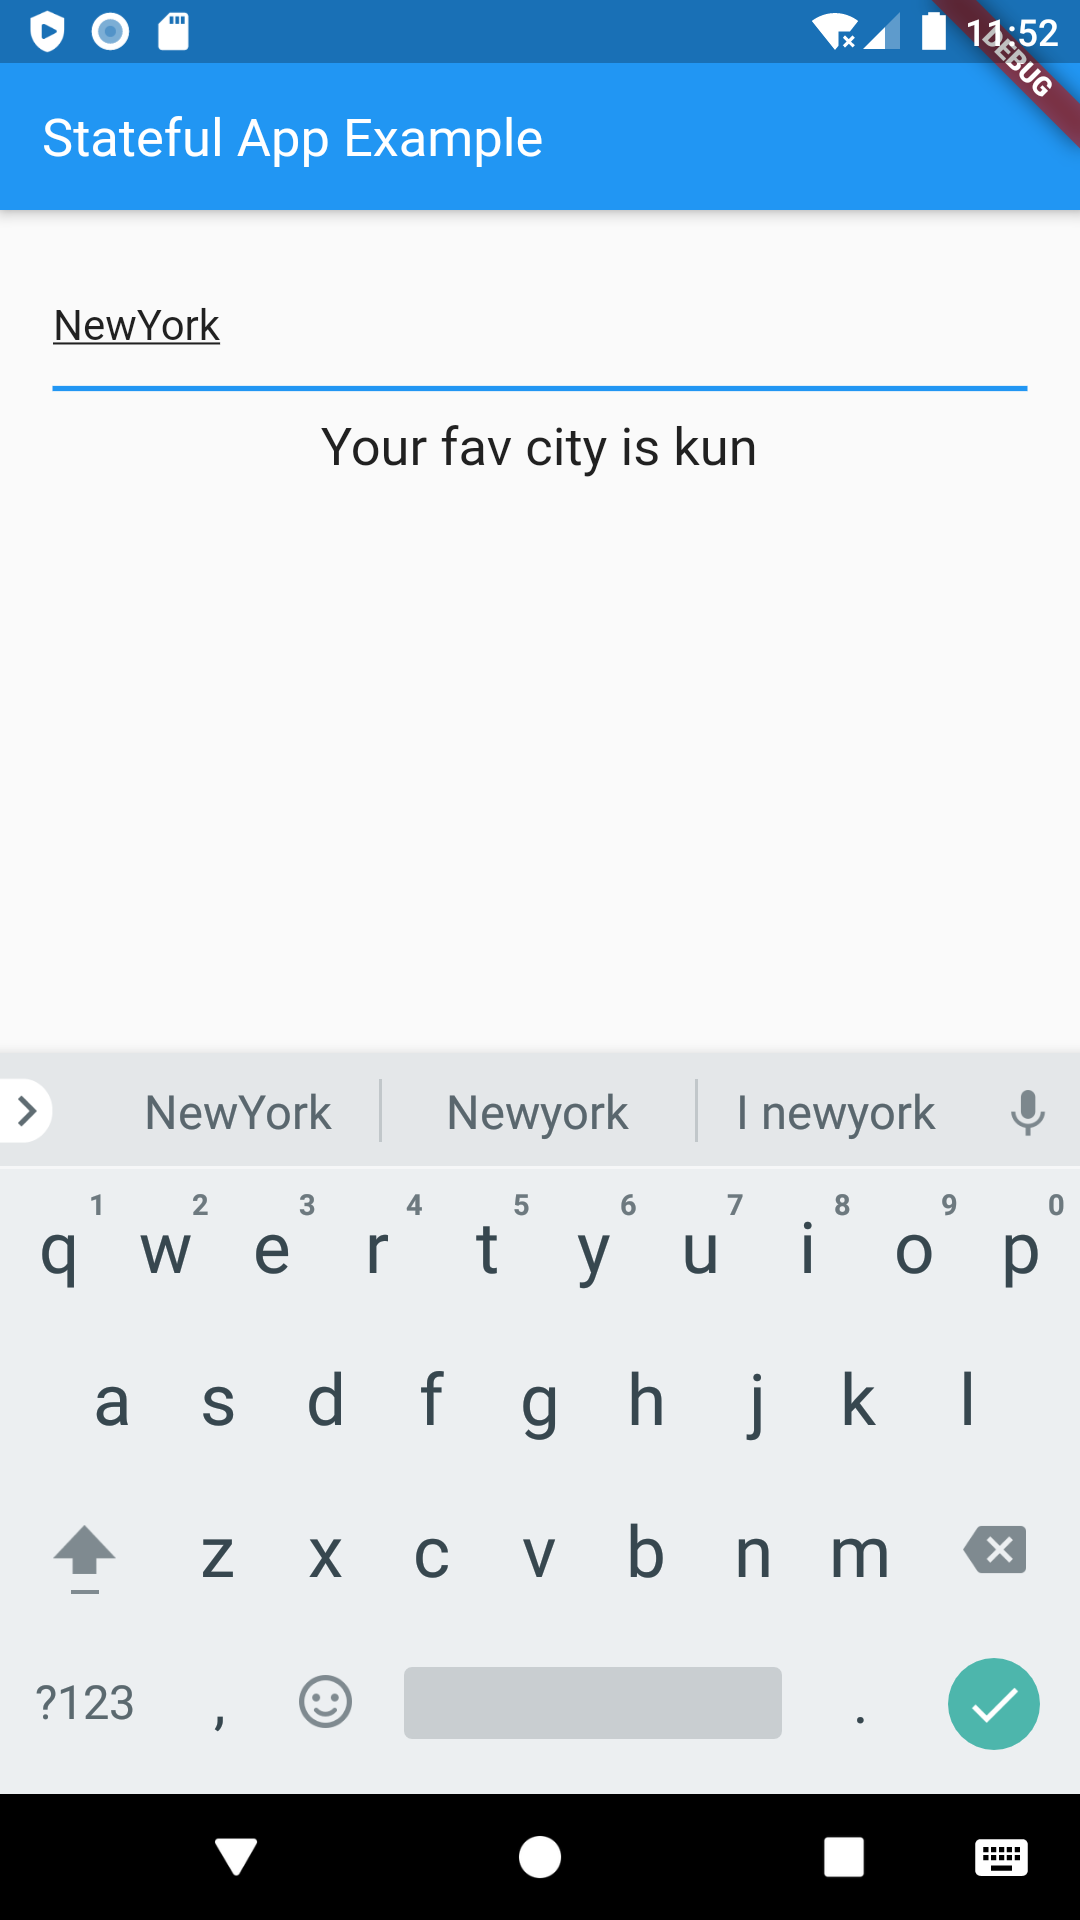 11:52
DEBUG
Stateful App Example
NewYork
Your fav city is kun
NewYork Newyork I newyork
1 2 3 4 5 6 7 8 9 0
q w e r t y u i o p
a s d f g h j k l
z x c v b n m
?123 , .